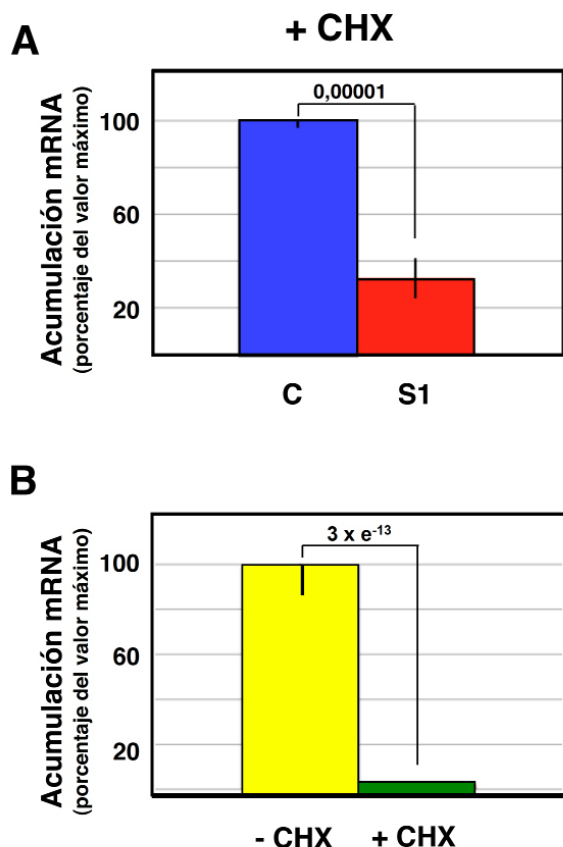 A
+ CHX
Acumulación mRNA
(porcentaje del valor máximo)
100
60
20
0,00001
C S1
B
Acumulación mRNA
(porcentaje del valor máximo)
100
60
20
3 x e⁻¹³
- CHX + CHX